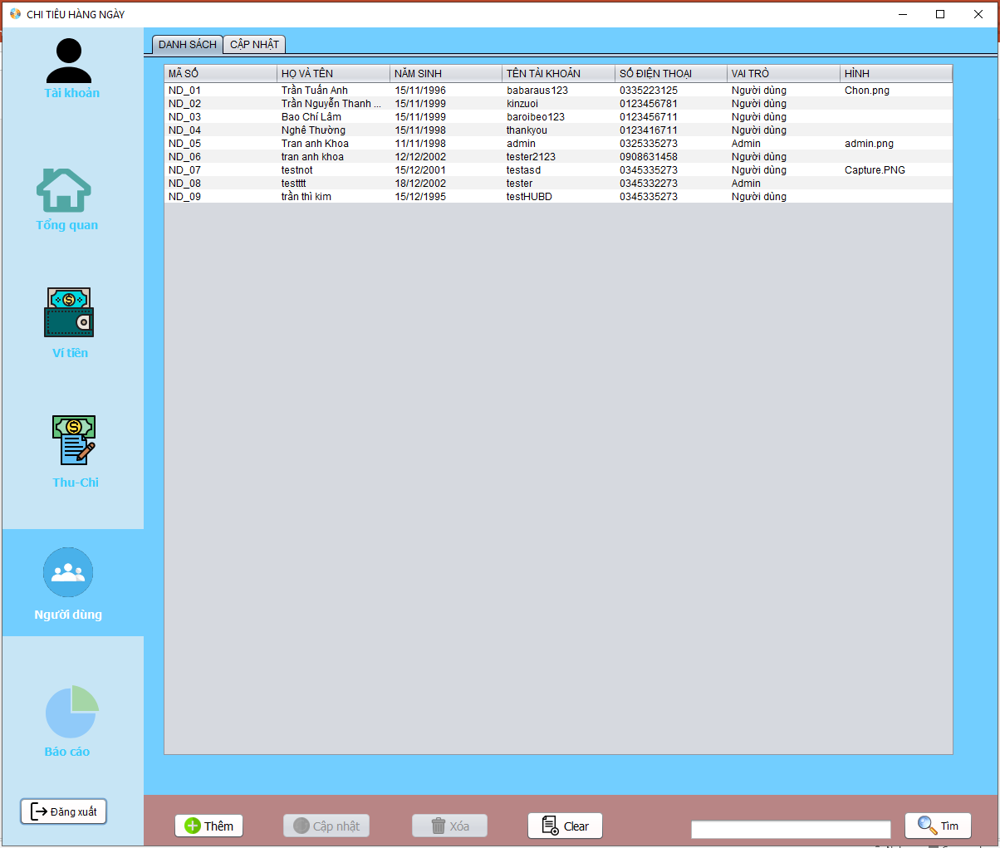 CHI TIÊU HÀNG NGÀY
Tài khoản
Tổng quan
Ví tiền
Thu-Chi
Người dùng
Báo cáo
Đăng xuất
DANH SÁCH CẬP NHẬT
MÃ SỐ HỌ VÀ TÊN NĂM SINH TÊN TÀI KHOẢN SỐ ĐIỆN THOẠI VAI TRÒ HÌNH
ND_01 Trần Tuấn Anh 15/11/1996 babaraus123 0335223125 Người dùng Chon.png
ND_02 Trần Nguyễn Thanh ... 15/11/1999 kinzuoi 0123456781 Người dùng
ND_03 Bao Chí Lâm 15/11/1999 baroibeo123 0123456711 Người dùng
ND_04 Nghê Thường 15/11/1998 thankyou 0123416711 Người dùng
ND_05 Tran anh Khoa 11/11/1998 admin 0325335273 Admin admin.png
ND_06 tran anh khoa 12/12/2002 tester2123 0908631458 Người dùng
ND_07 testnot 15/12/2001 testasd 0345335273 Người dùng Capture.PNG
ND_08 testttt 18/12/2002 tester 0345332273 Admin
ND_09 trần thì kim 15/12/1995 testHUBD 0345335273 Người dùng
Thêm Cập nhật Xóa Clear Tìm